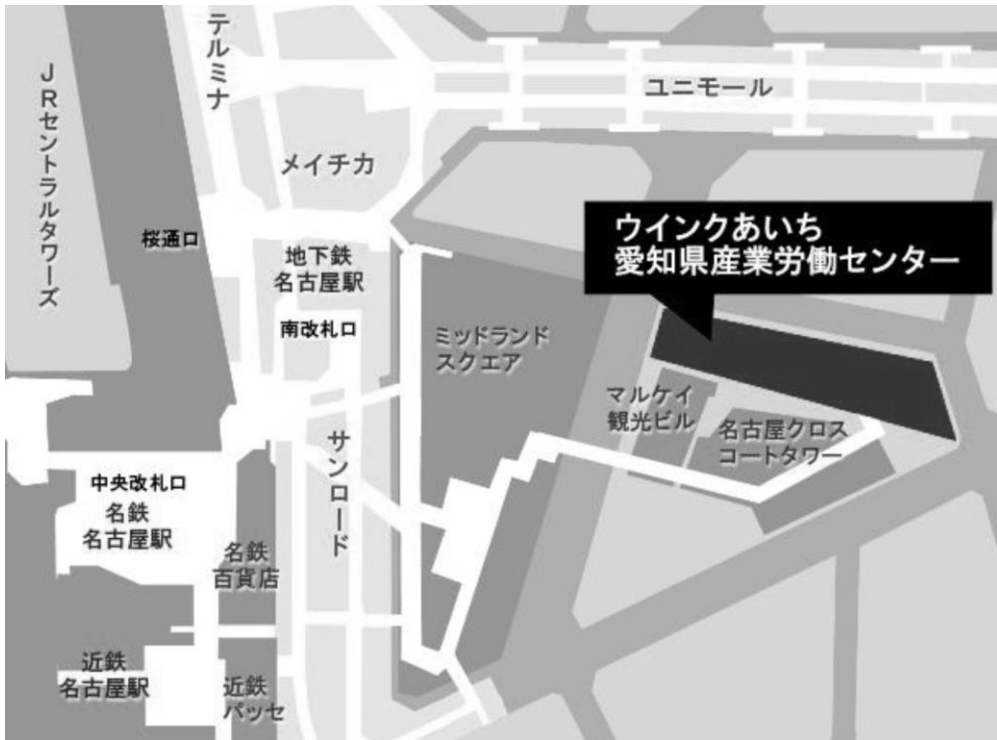 テルミナ
JRセントラルタワーズ
ユニモール
メイチカ
桜通口
地下鉄
名古屋駅
南改札口
ウインクあいち
愛知県産業労働センター
ミッドランド
スクエア
マルケイ
観光ビル
名古屋クロス
コートタワー
サンロード
中央改札口
名鉄
名古屋駅
名鉄
百貨店
近鉄
名古屋駅
近鉄
パッセ